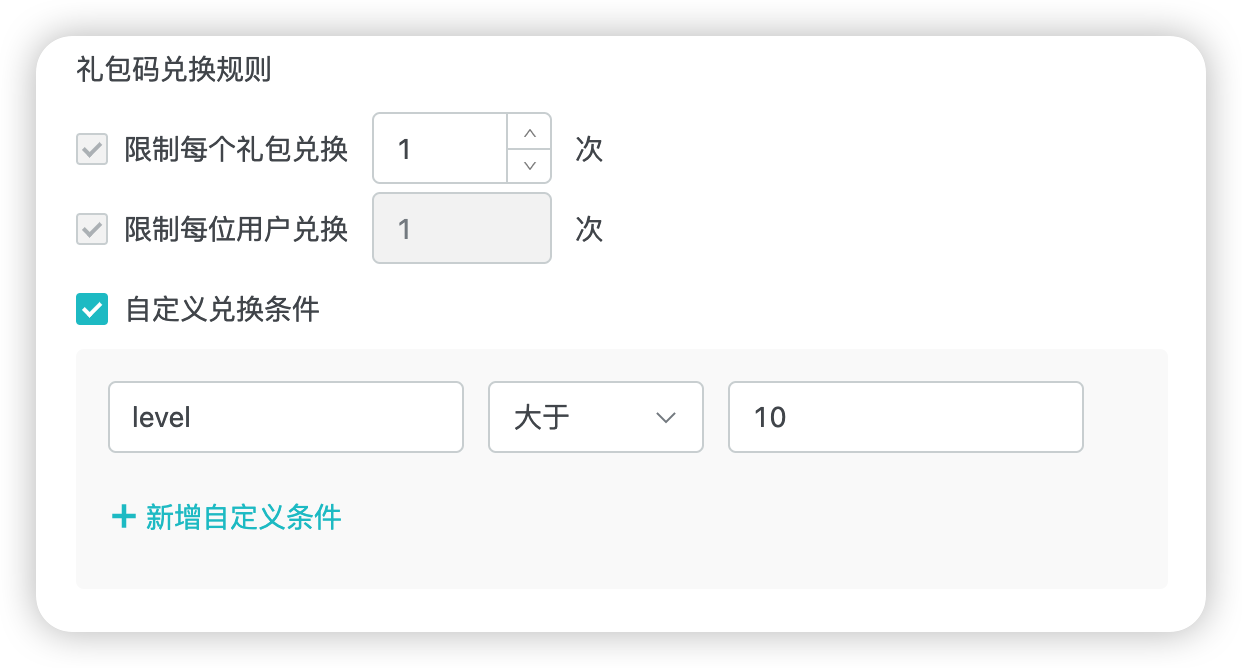 礼包码兑换规则
限制每个礼包兑换 1 次
限制每位用户兑换 1 次
自定义兑换条件
level 大于 10
新增自定义条件